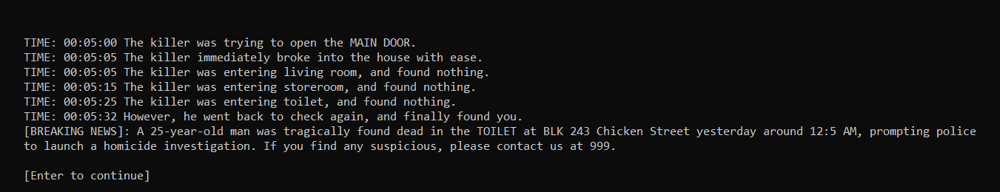 TIME: 00:05:00 The killer was trying to open the MAIN DOOR.
TIME: 00:05:05 The killer immediately broke into the house with ease.
TIME: 00:05:05 The killer was entering living room, and found nothing.
TIME: 00:05:15 The killer was entering storeroom, and found nothing.
TIME: 00:05:25 The killer was entering toilet, and found nothing.
TIME: 00:05:32 However, he went back to check again, and finally found you.
[BREAKING NEWS]: A 25-year-old man was tragically found dead in the TOILET at BLK 243 Chicken Street yesterday around 12:5 AM, prompting police
to launch a homicide investigation. If you find any suspicious, please contact us at 999.
[Enter to continue]